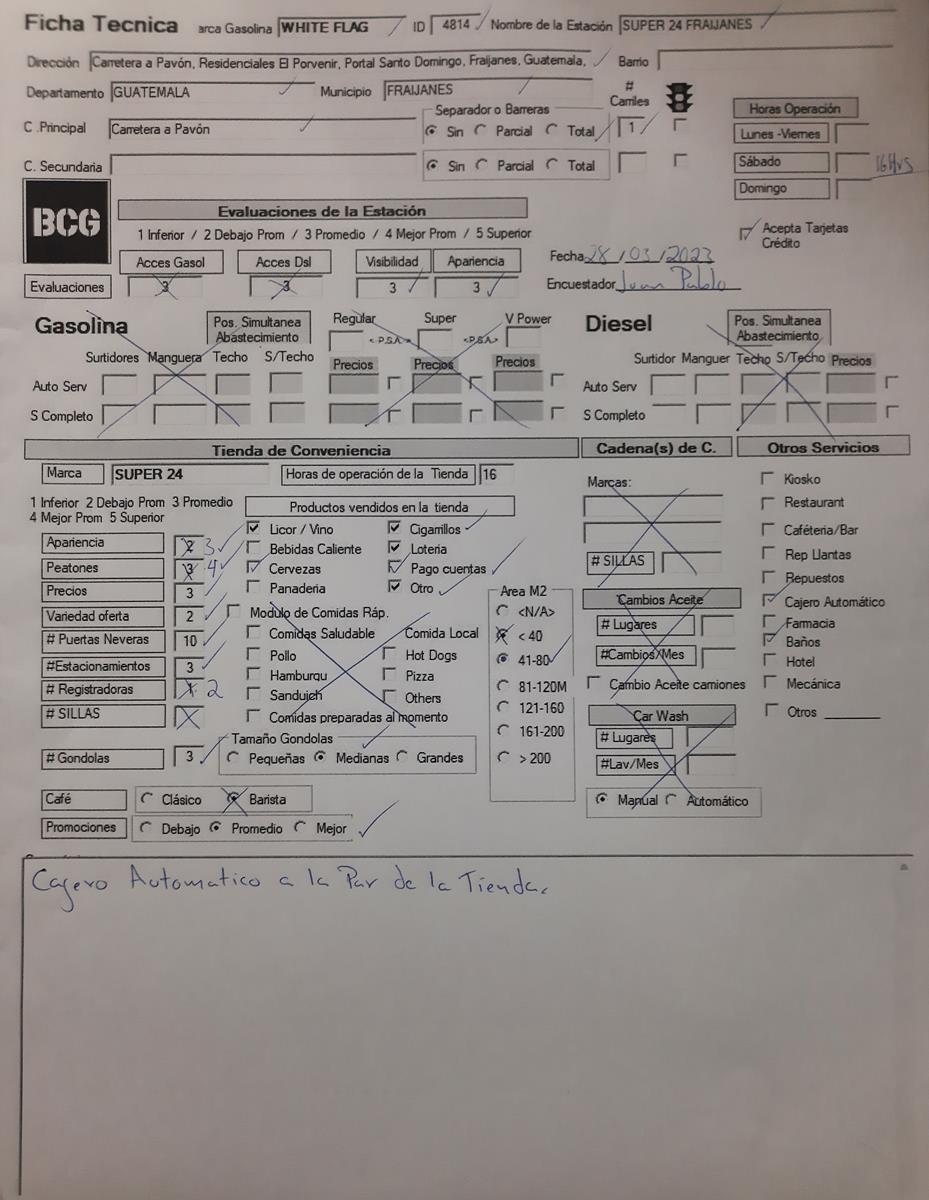 Ficha Tecnica arca Gasolina WHITE FLAG ID 4814 Nombre de la Estación SUPER 24 FRAIJANES
Dirección Carretera a Pavón, Residenciales El Porvenir, Portal Santo Domingo, Fraijanes, Guatemala, Barrio
Departamento GUATEMALA Municipio FRAIJANES # Carriles
Separador o Barreras
C .Principal Carretera a Pavón Sin Parcial Total 1
C. Secundaria Sin Parcial Total
Horas Operación
Lunes -Viernes
Sábado 16 Hrs
Domingo
BCG
Evaluaciones de la Estación
1 Inferior / 2 Debajo Prom / 3 Promedio / 4 Mejor Prom / 5 Superior
Acepta Tarjetas
Crédito
Acces Gasol Acces Dsl Visibilidad Apariencia
Evaluaciones 3 3 3 3
Fecha 28/03/2023
Encuestador Juan Pablo
Gasolina Pos. Simultanea Abastecimiento Regular Super V Power
<.P.S.A.> <.P.S.A>
Surtidores Manguera Techo S/Techo Precios Precios Precios
Auto Serv
S Completo
Diesel Pos. Simultanea Abastecimiento
Surtidor Manguer Techo S/Techo Precios
Auto Serv
S Completo
Tienda de Conveniencia
Marca SUPER 24 Horas de operación de la Tienda 16
1 Inferior 2 Debajo Prom 3 Promedio
4 Mejor Prom 5 Superior
Apariencia 2 3
Peatones 3 4
Precios 3
Variedad oferta 2
# Puertas Neveras 10
#Estacionamientos 3
# Registradoras 1 2
# SILLAS
# Gondolas 3
Productos vendidos en la tienda
Licor / Vino Cigarrillos
Bebidas Caliente Loteria
Cervezas Pago cuentas
Panaderia Otro
Modulo de Comidas Ráp.
Comidas Saludable Comida Local
Pollo Hot Dogs
Hamburqu Pizza
Sanduich Others
Comidas preparadas al momento
Tamaño Gondolas
Pequeñas Medianas Grandes
Area M2
<N/A>
< 40
41-80
81-120M
121-160
161-200
> 200
Café Clásico Barista
Promociones Debajo Promedio Mejor
Cadena(s) de C.
Marcas:
# SILLAS
Cambios Aceite
# Lugares
#Cambios/Mes
Cambio Aceite camiones
Car Wash
# Lugares
#Lav/Mes
Manual Automático
Otros Servicios
Kiosko
Restaurant
Caféteria/Bar
Rep Llantas
Repuestos
Cajero Automático
Farmacia
Baños
Hotel
Mecánica
Otros
Cajero Automatico a la Par de la Tienda.